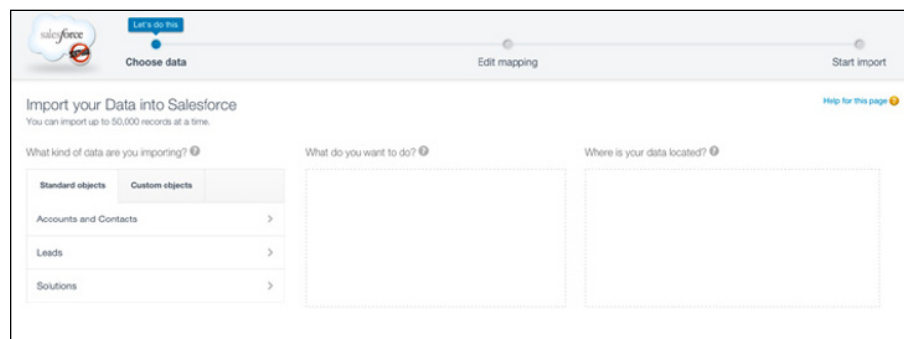 salesforce
Let's do this
Choose data
Edit mapping
Start import
Import your Data into Salesforce
Help for this page
You can import up to 50,000 records at a time.
What kind of data are you importing?
What do you want to do?
Where is your data located?
Standard objects
Custom objects
Accounts and Contacts
Leads
Solutions